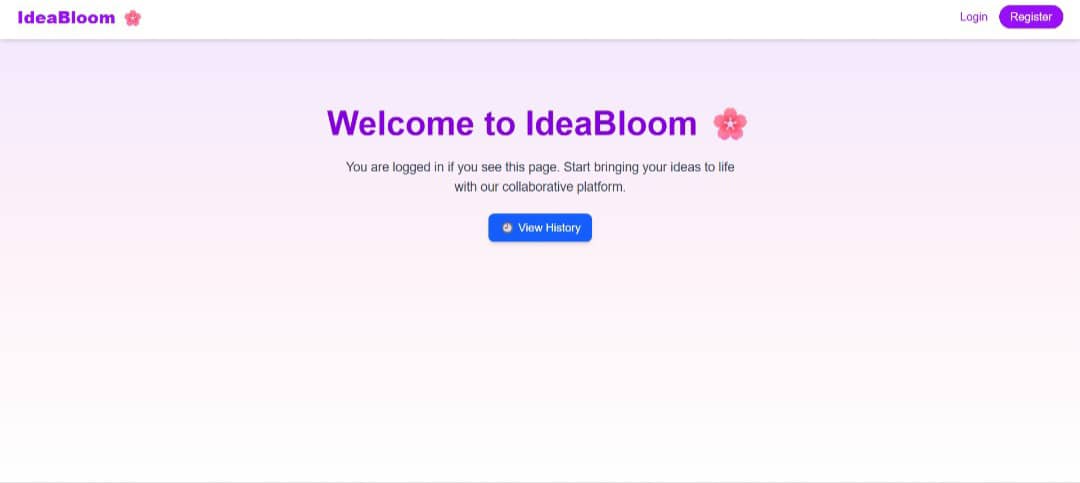 IdeaBloom 🌸
Login
Register
Welcome to IdeaBloom 🌸
You are logged in if you see this page. Start bringing your ideas to life
with our collaborative platform.
🕘 View History